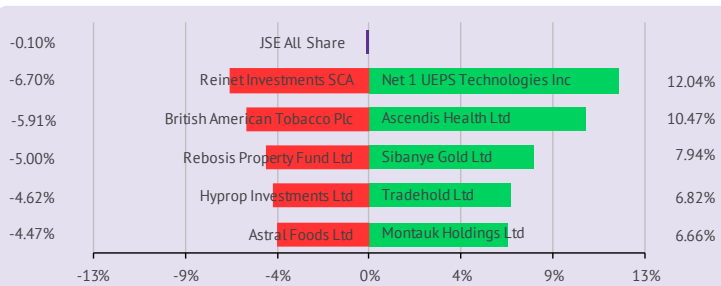 -0.10% JSE All Share
-6.70% Reinet Investments SCA Net 1 UEPS Technologies Inc 12.04%
-5.91% British American Tobacco Plc Ascendis Health Ltd 10.47%
-5.00% Rebosis Property Fund Ltd Sibanye Gold Ltd 7.94%
-4.62% Hyprop Investments Ltd Tradehold Ltd 6.82%
-4.47% Astral Foods Ltd Montauk Holdings Ltd 6.66%
-13% -9% -4% 0% 4% 9% 13%